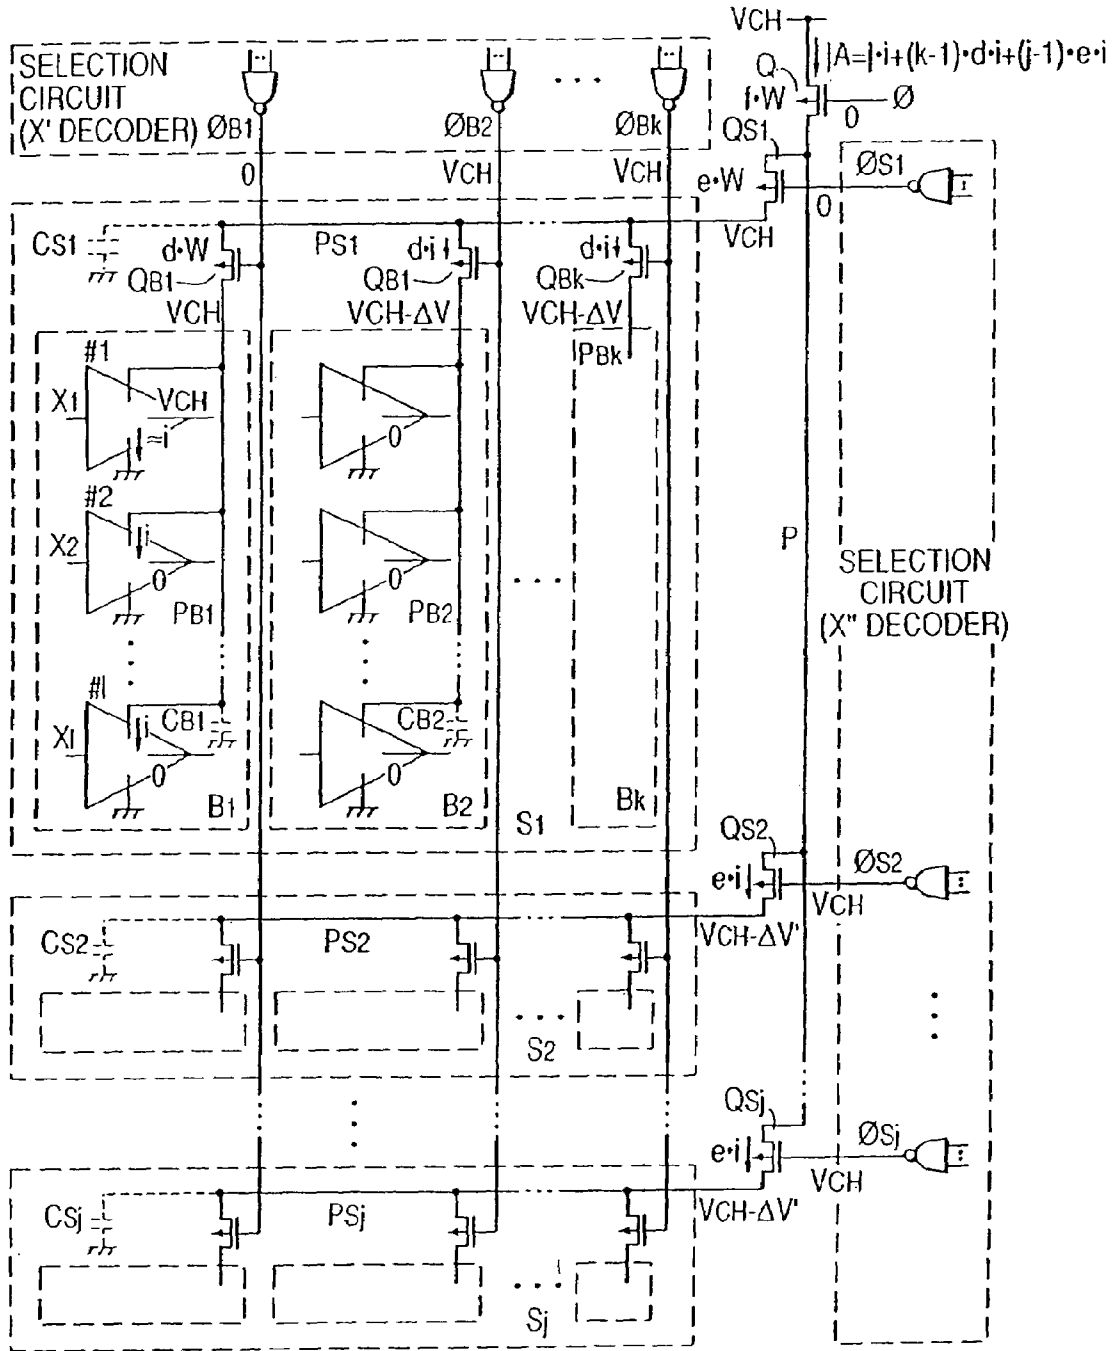 VCH
IA=l·i+(k-1)·d·i+(j-1)·e·i
SELECTION
CIRCUIT
(X' DECODER)
ØB1
ØB2
ØBk
Q
f·W
Ø
0
0
VCH
VCH
QS1
e·W
ØS1
0
VCH
CS1
d·W
QB1
VCH
PS1
d·i
QB1
VCH-ΔV
d·i
QBk
VCH-ΔV
PBk
#1
X1
VCH
≈i
0
#2
X2
i
0
PB1
0
PB2
P
SELECTION
CIRCUIT
(X" DECODER)
#l
Xl
i
0
CB1
B1
0
CB2
B2
Bk
S1
QS2
e·i
ØS2
VCH
VCH-ΔV'
CS2
PS2
S2
QSj
e·i
ØSj
VCH
VCH-ΔV'
CSj
PSj
Sj